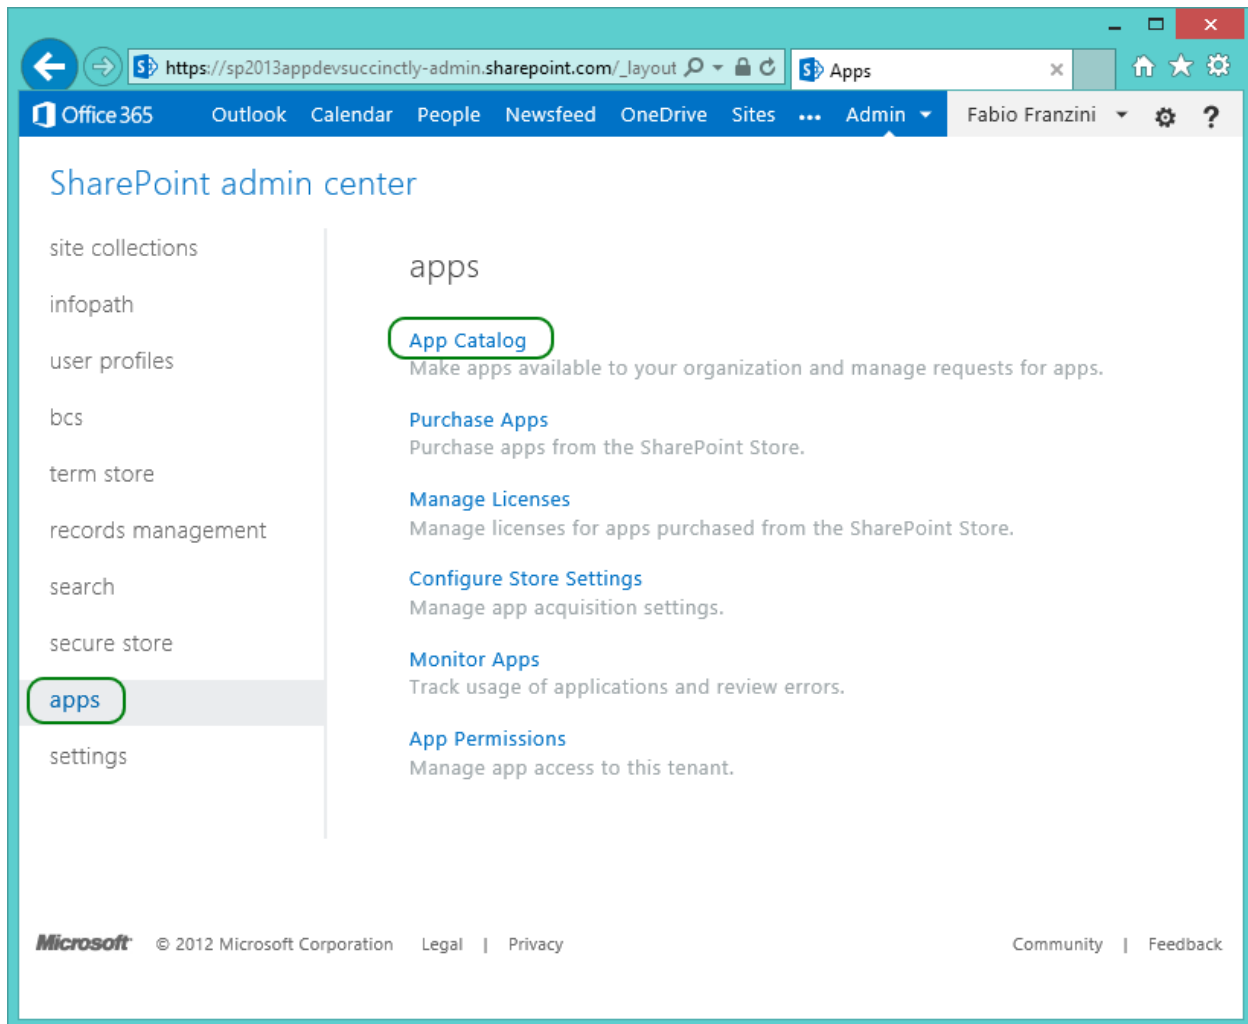 https://sp2013appdevsuccinctly-admin.sharepoint.com/_layout
Apps
Office 365 Outlook Calendar People Newsfeed OneDrive Sites ••• Admin Fabio Franzini ?
SharePoint admin center
site collections
infopath
user profiles
bcs
term store
records management
search
secure store
apps
settings
apps
App Catalog
Make apps available to your organization and manage requests for apps.
Purchase Apps
Purchase apps from the SharePoint Store.
Manage Licenses
Manage licenses for apps purchased from the SharePoint Store.
Configure Store Settings
Manage app acquisition settings.
Monitor Apps
Track usage of applications and review errors.
App Permissions
Manage app access to this tenant.
Microsoft © 2012 Microsoft Corporation Legal | Privacy Community | Feedback